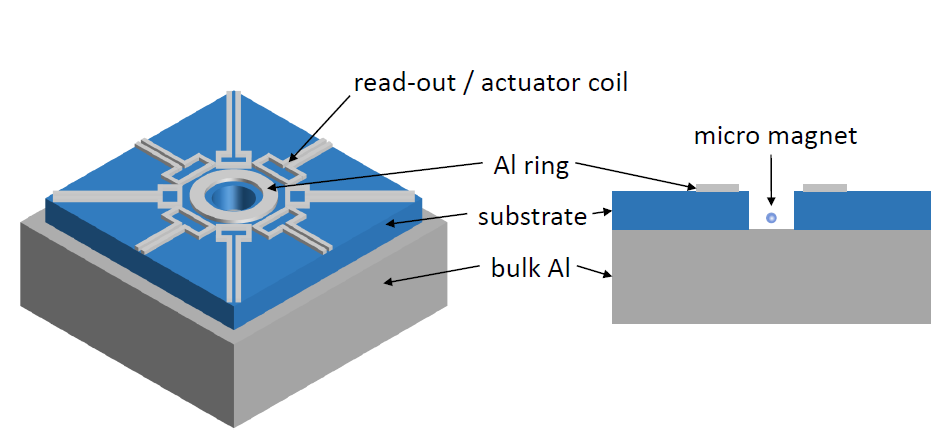 read-out / actuator coil
micro magnet
Al ring
substrate
bulk Al